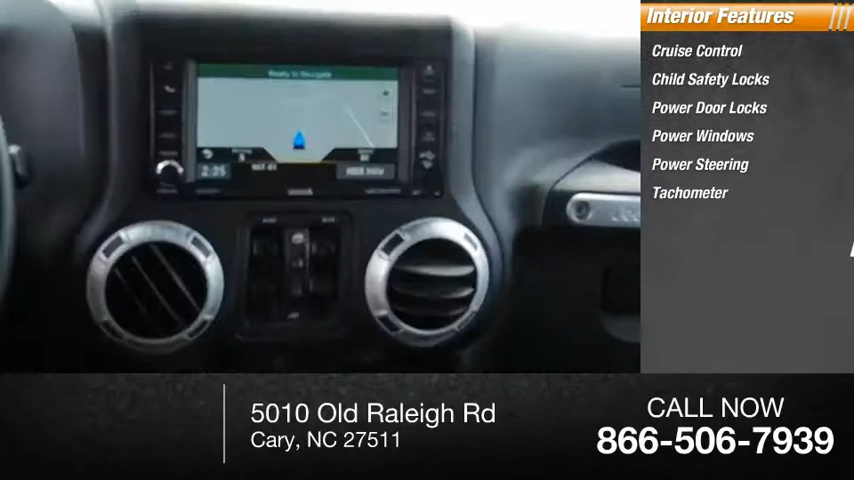 Interior Features
Cruise Control
Child Safety Locks
Power Door Locks
Power Windows
Power Steering
Tachometer
Ready to Navigate
2:35
5010 Old Raleigh Rd
Cary, NC 27511
CALL NOW
866-506-7939